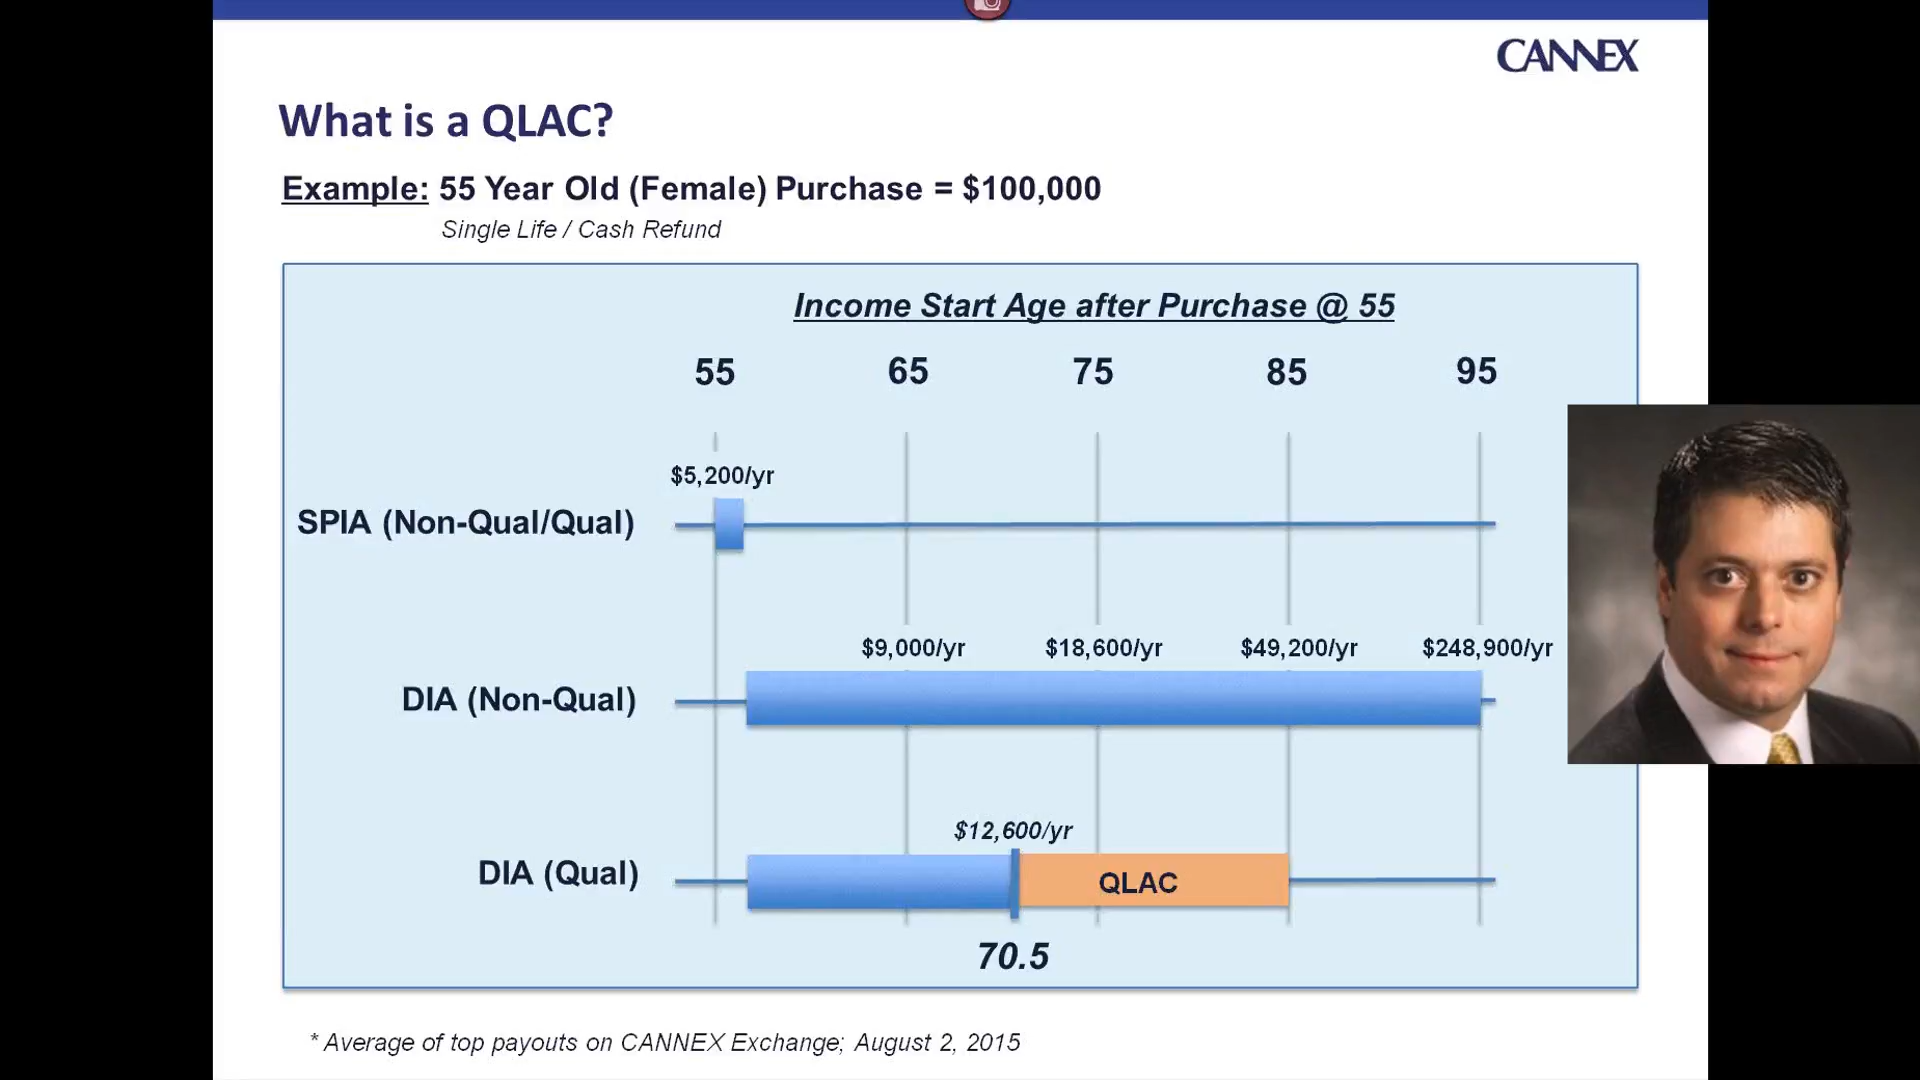 CANNEX
What is a QLAC?
Example: 55 Year Old (Female) Purchase = $100,000
Single Life / Cash Refund
Income Start Age after Purchase @ 55
55 65 75 85 95
$5,200/yr
SPIA (Non-Qual/Qual)
$9,000/yr $18,600/yr $49,200/yr $248,900/yr
DIA (Non-Qual)
$12,600/yr
DIA (Qual)
QLAC
70.5
* Average of top payouts on CANNEX Exchange; August 2, 2015